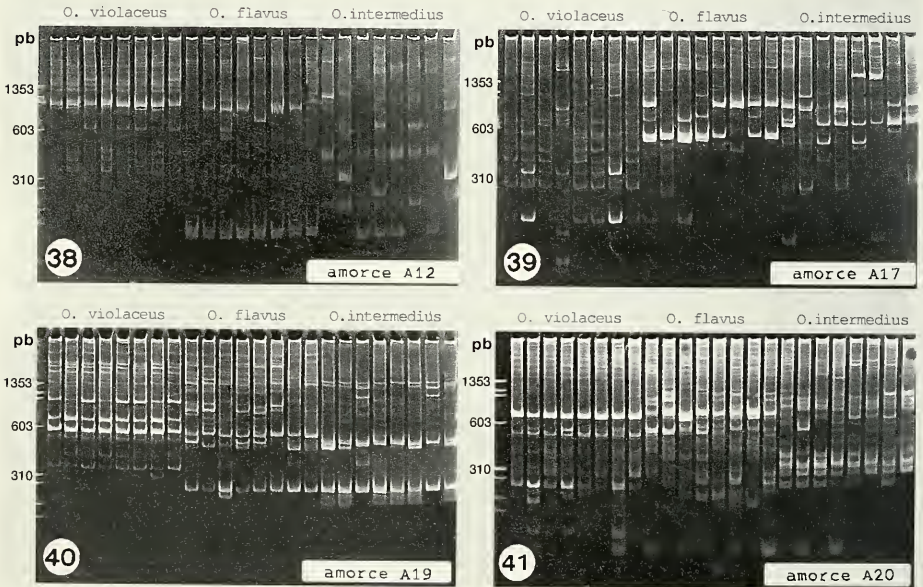 O. violaceus O. flavus O.intermedius
pb
1353
603
310
38
amorce A12
O. violaceus O. flavus O.intermedius
pb
1353
603
310
39
amorce A17
O. violaceus O. flavus O.intermedius
pb
1353
603
310
40
amorce A19
O. violaceus O. flavus O.intermedius
pb
1353
603
310
41
amorce A20